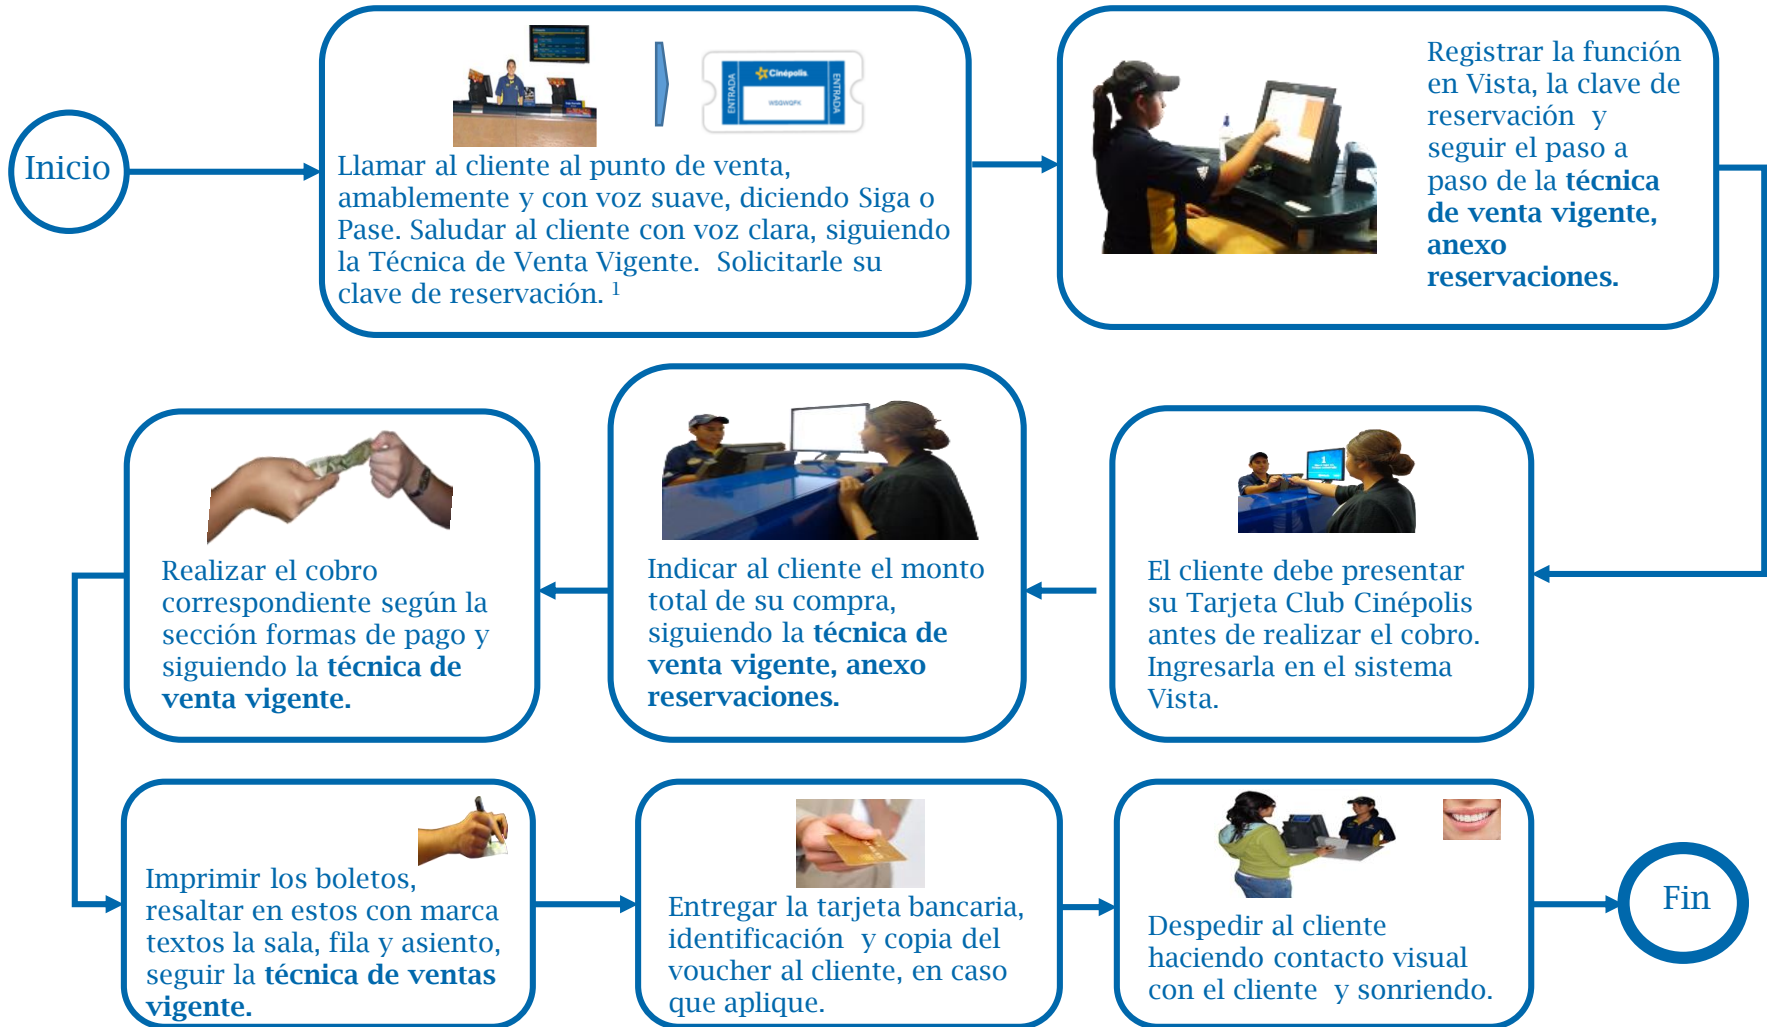 Inicio
Cinépolis
ENTRADA
WSGWQPK
ENTRADA
Llamar al cliente al punto de venta,
amablemente y con voz suave, diciendo Siga o
Pase. Saludar al cliente con voz clara, siguiendo
la Técnica de Venta Vigente.  Solicitarle su
clave de reservación. ¹
Registrar la función
en Vista, la clave de
reservación  y
seguir el paso a
paso de la técnica
de venta vigente,
anexo
reservaciones.
El cliente debe presentar
su Tarjeta Club Cinépolis
antes de realizar el cobro.
Ingresarla en el sistema
Vista.
Indicar al cliente el monto
total de su compra,
siguiendo la técnica de
venta vigente, anexo
reservaciones.
Realizar el cobro
correspondiente según la
sección formas de pago y
siguiendo la técnica de
venta vigente.
Imprimir los boletos,
resaltar en estos con marca
textos la sala, fila y asiento,
seguir la técnica de ventas
vigente.
Entregar la tarjeta bancaria,
identificación  y copia del
voucher al cliente, en caso
que aplique.
Despedir al cliente
haciendo contacto visual
con el cliente  y sonriendo.
Fin